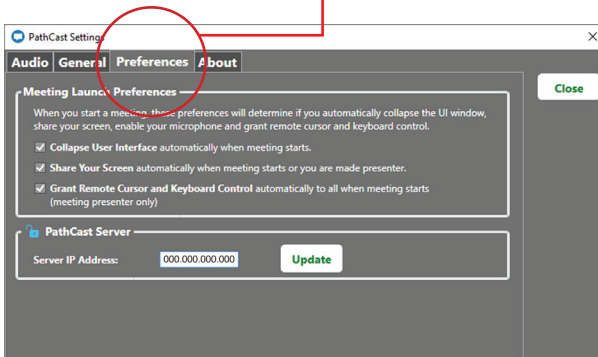 PathCast Settings
Audio General Preferences About
Close
Meeting Launch Preferences
When you start a meeting, these preferences will determine if you automatically collapse the UI window,
share your screen, enable your microphone and grant remote cursor and keyboard control.
Collapse User Interface automatically when meeting starts.
Share Your Screen automatically when meeting starts or you are made presenter.
Grant Remote Cursor and Keyboard Control automatically to all when meeting starts
(meeting presenter only)
PathCast Server
Server IP Address: 000.000.000.000 Update